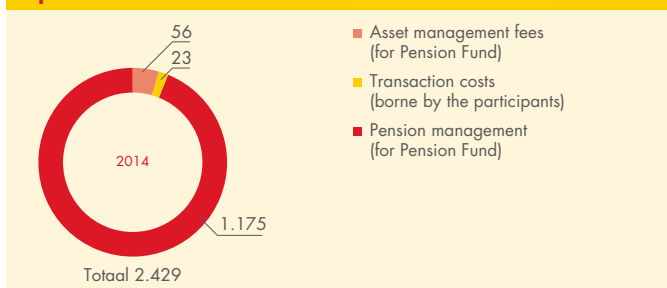 56
23
2014
1.175
Totaal 2.429
Asset management fees
(for Pension Fund)
Transaction costs
(borne by the participants)
Pension management
(for Pension Fund)